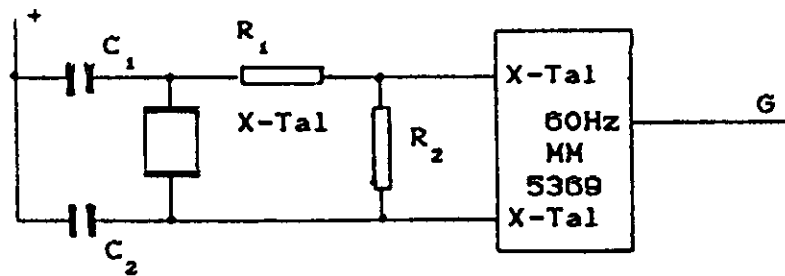 +
C1
R1
X-Tal
R2
X-Tal
60Hz
MM
5369
X-Tal
G
C2